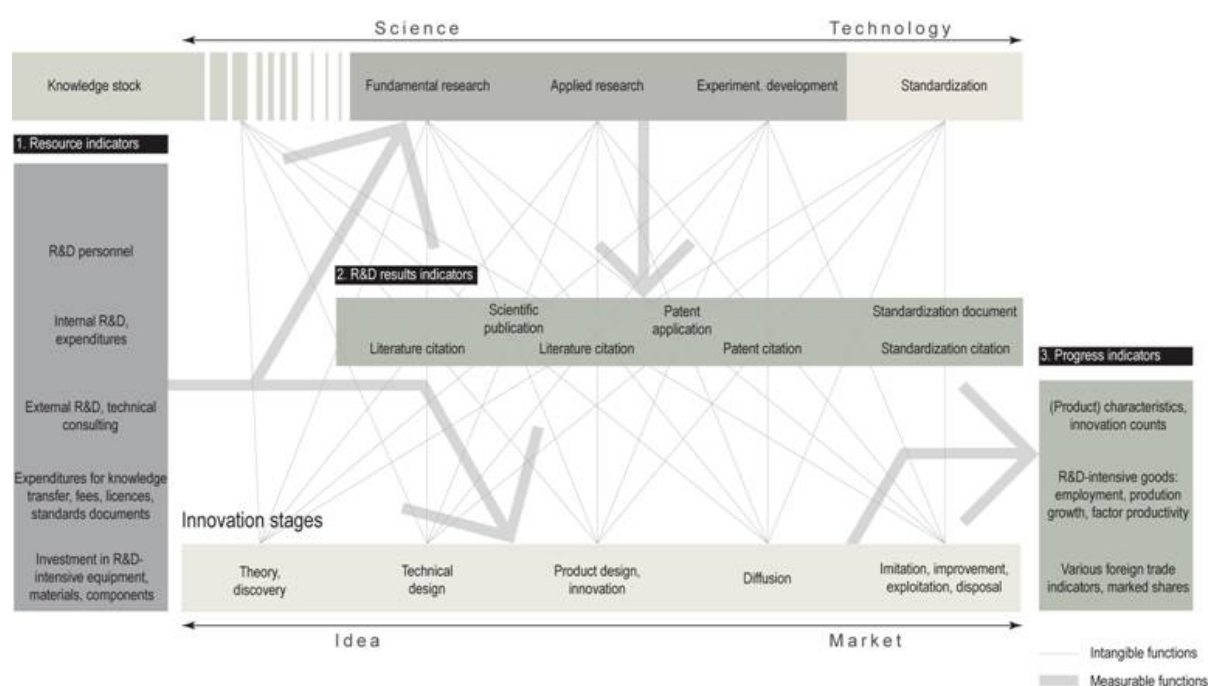 Science
Technology
Knowledge stock
Fundamental research
Applied research
Experiment. development
Standardization
1. Resource indicators
R&D personnel
Internal R&D,
expenditures
External R&D, technical
consulting
Expenditures for knowledge
transfer, fees, licences,
standards documents
Investment in R&D-
intensive equipment,
materials, components
2. R&D results indicators
Scientific
publication
Patent
application
Standardization document
Literature citation
Literature citation
Patent citation
Standardization citation
3. Progress indicators
(Product) characteristics,
innovation counts
R&D-intensive goods:
employment, prodution
growth, factor productivity
Various foreign trade
indicators, marked shares
Innovation stages
Theory,
discovery
Technical
design
Product design,
innovation
Diffusion
Imitation, improvement,
exploitation, disposal
Idea
Market
Intangible functions
Measurable functions